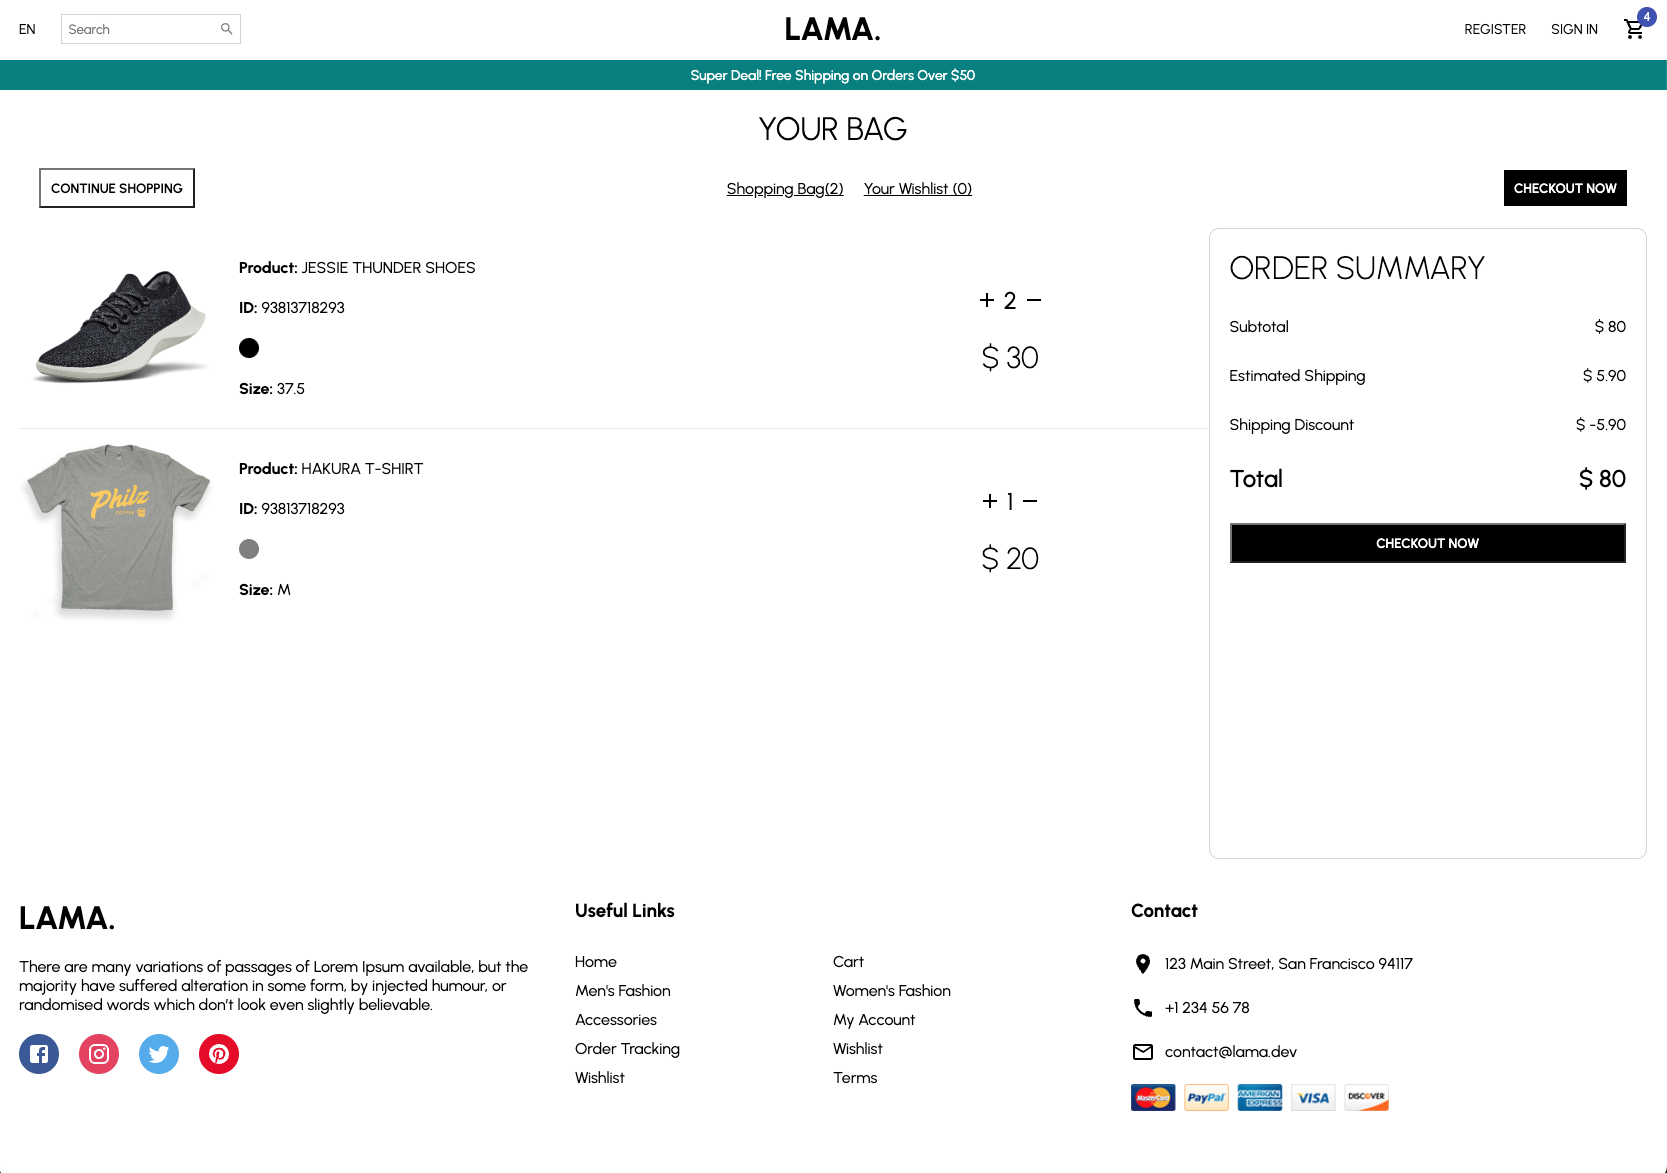 EN
Search
LAMA.
REGISTER
SIGN IN
4
Super Deal! Free Shipping on Orders Over $50
YOUR BAG
CONTINUE SHOPPING
Shopping Bag(2)
Your Wishlist (0)
CHECKOUT NOW
Product: JESSIE THUNDER SHOES
ID: 93813718293
Size: 37.5
+ 2 −
$ 30
Philz
COFFEE
Product: HAKURA T-SHIRT
ID: 93813718293
Size: M
+ 1 −
$ 20
ORDER SUMMARY
Subtotal $ 80
Estimated Shipping $ 5.90
Shipping Discount $ -5.90
Total $ 80
CHECKOUT NOW
LAMA.
There are many variations of passages of Lorem Ipsum available, but the
majority have suffered alteration in some form, by injected humour, or
randomised words which don’t look even slightly believable.
Useful Links
Home
Cart
Men's Fashion
Women's Fashion
Accessories
My Account
Order Tracking
Wishlist
Wishlist
Terms
Contact
123 Main Street, San Francisco 94117
+1 234 56 78
contact@lama.dev
MasterCard
PayPal
AMERICAN EXPRESS
VISA
DISCOVER